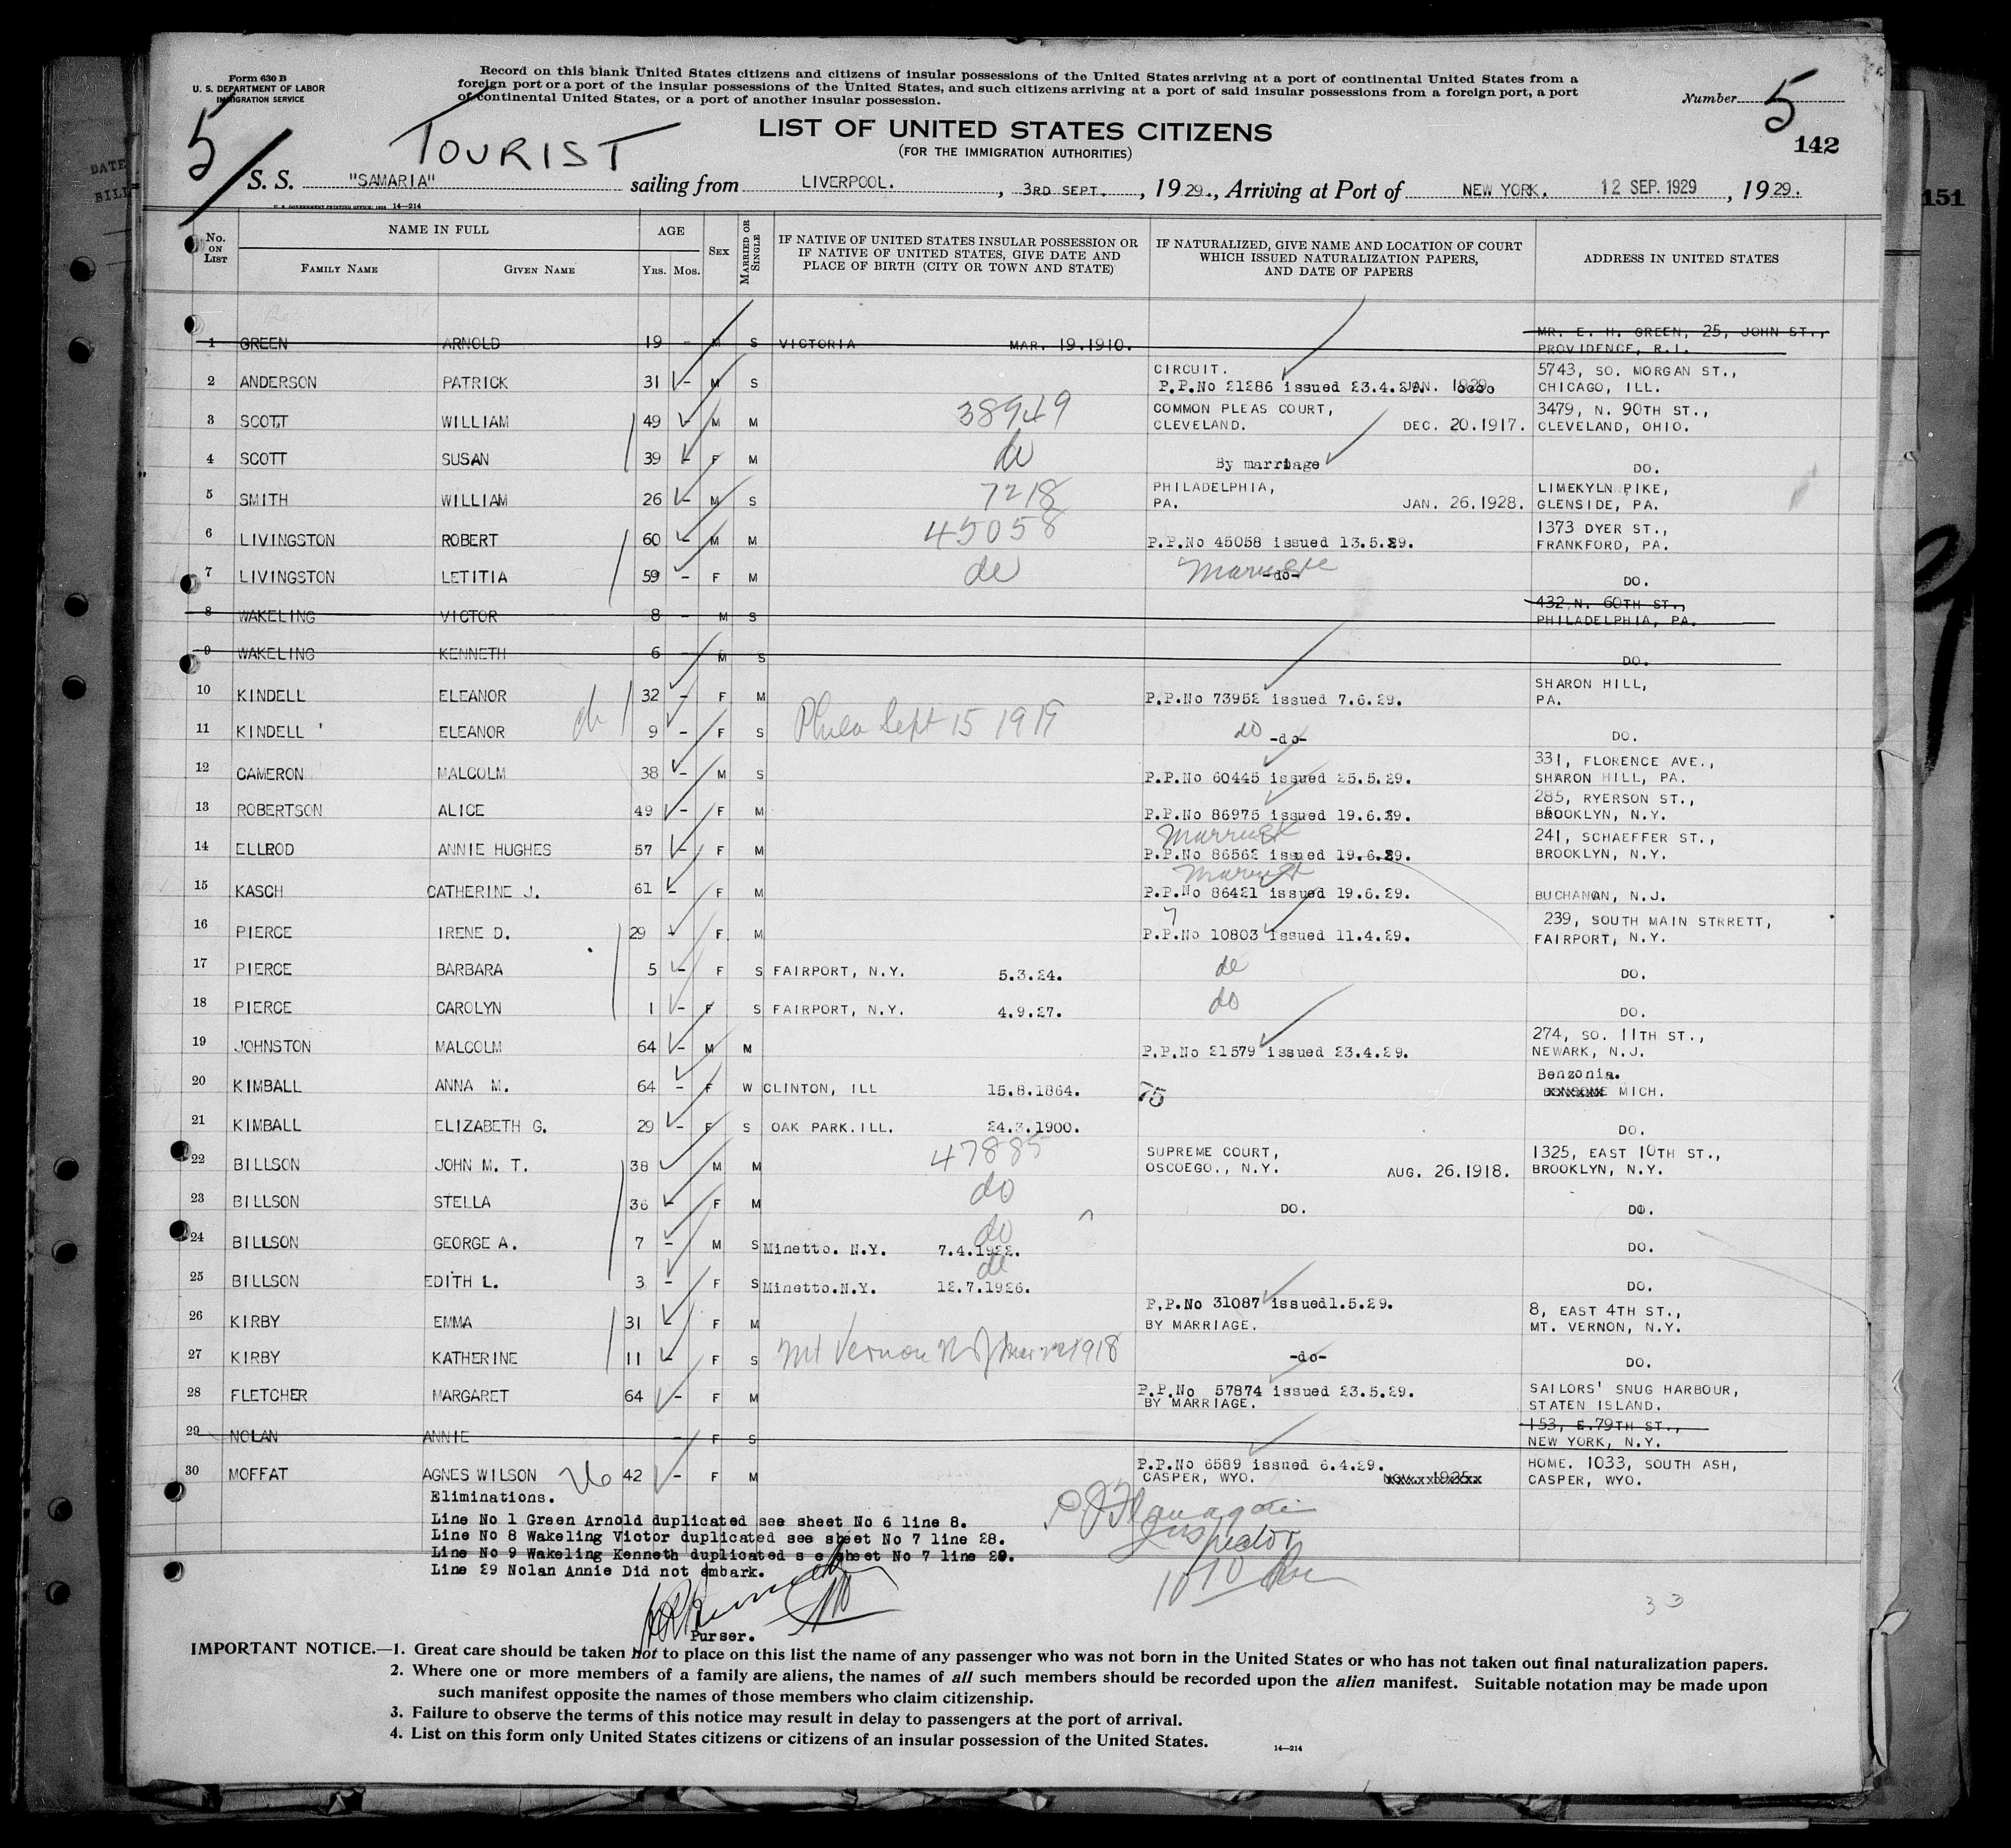 Form 630 B
U. S. DEPARTMENT OF LABOR
IMMIGRATION SERVICE
Record on this blank United States citizens and citizens of insular possessions of the United States arriving at a port of continental United States from a
foreign port or a port of the insular possessions of the United States, and such citizens arriving at a port of said insular possessions from a foreign port, a port
of continental United States, or a port of another insular possession.
Number 5
5
TOURIST
LIST OF UNITED STATES CITIZENS
(FOR THE IMMIGRATION AUTHORITIES)
142
151
S. S. "SAMARIA" sailing from LIVERPOOL. , 3RD SEPT. , 1929., Arriving at Port of NEW YORK. 12 SEP. 1929 , 1929.
U. S. GOVERNMENT PRINTING OFFICE: 14—214
No. on List
NAME IN FULL
FAMILY NAME GIVEN NAME
AGE
YRS. MOS.
SEX
MARRIED OR SINGLE
IF NATIVE OF UNITED STATES INSULAR POSSESSION OR
IF NATIVE OF UNITED STATES, GIVE DATE AND
PLACE OF BIRTH (CITY OR TOWN AND STATE)
IF NATURALIZED, GIVE NAME AND LOCATION OF COURT
WHICH ISSUED NATURALIZATION PAPERS,
AND DATE OF PAPERS
ADDRESS IN UNITED STATES
1 GREEN ARNOLD 19 - M S VICTORIA MAR. 19.1910. MR. E. H. GREEN, 25, JOHN ST., PROVIDENCE, R.I.
2 ANDERSON PATRICK 31 - M S CIRCUIT. P.P.No 21286 issued 23.4.29. JAN. 5743, SO. MORGAN ST., CHICAGO, ILL.
3 SCOTT WILLIAM 49 - M M 38949 COMMON PLEAS COURT, CLEVELAND. DEC. 20.1917. 3479, N. 90TH ST., CLEVELAND, OHIO.
4 SCOTT SUSAN 39 - F M do By marriage DO.
5 SMITH WILLIAM 26 - M S 7218 PHILADELPHIA, PA. JAN. 26.1928. LIMEKYLN PIKE, GLENSIDE, PA.
6 LIVINGSTON ROBERT 60 - M M 45058 P.P.No 45058 issued 13.5.29. 1373 DYER ST., FRANKFORD, PA.
7 LIVINGSTON LETITIA 59 - F M do -do- DO.
8 WAKELING VICTOR 8 - M S 432, N. 60TH ST., PHILADELPHIA, PA.
9 WAKELING KENNETH 6 - M S DO.
10 KINDELL ELEANOR 32 - F M P.P.No 73952 issued 7.6.29. SHARON HILL, PA.
11 KINDELL ELEANOR 9 - F S Phila Sept 15 1919 do -do- DO.
12 CAMERON MALCOLM 38 - M S P.P.No 60445 issued 25.5.29. 331, FLORENCE AVE., SHARON HILL, PA.
13 ROBERTSON ALICE 49 - F M P.P.No 86975 issued 19.6.29. 285, RYERSON ST., BROOKLYN, N.Y.
14 ELLROD ANNIE HUGHES 57 - F M P.P.No 86562 issued 19.6.29. 241, SCHAEFFER ST., BROOKLYN, N.Y.
15 KASCH CATHERINE J. 61 - F M P.P.No 86421 issued 19.6.29. BUCHANON, N.J.
16 PIERCE IRENE D. 29 - F M P.P.No 10803 issued 11.4.29. 239, SOUTH MAIN STRRETT, FAIRPORT, N.Y.
17 PIERCE BARBARA 5 - F S FAIRPORT, N.Y. 5.3.24. do DO.
18 PIERCE CAROLYN 1 - F S FAIRPORT, N.Y. 4.9.27. do DO.
19 JOHNSTON MALCOLM 64 - M M P.P.No 21579 issued 23.4.29. 274, SO. 11TH ST., NEWARK, N.J.
20 KIMBALL ANNA M. 64 - F W CLINTON, ILL 15.8.1864. 75 Benzonia. MICH.
21 KIMBALL ELIZABETH G. 29 - F S OAK PARK. ILL. 24.3.1900. DO.
22 BILLSON JOHN M. T. 38 M M 47885 SUPREME COURT, OSCOEGO., N.Y. AUG. 26.1918. 1325, EAST 10TH ST., BROOKLYN, N.Y.
23 BILLSON STELLA 36 - F M do DO. DO.
24 BILLSON GEORGE A. 7 - M S Minetto. N.Y. 7.4.1922. do DO.
25 BILLSON EDITH L. 3 - F S Minetto.N.Y. 12.7.1926. do DO.
26 KIRBY EMMA 31 F M P.P.No 31087 issued1.5.29. BY MARRIAGE. 8, EAST 4TH ST., MT. VERNON, N.Y.
27 KIRBY KATHERINE 11 - F S Mt Vernon N Y Mar 22 1918 -do- DO.
28 FLETCHER MARGARET 64 - F M P.P.No 57874 issued 23.5.29. BY MARRIAGE. SAILORS' SNUG HARBOUR, STATEN ISLAND.
29 NOLAN ANNIE - F S 153, E.79TH ST., NEW YORK, N.Y.
30 MOFFAT AGNES WILSON 42 - F M P.P.No 6589 issued 6.4.29. CASPER, WYO. HOME. 1033, SOUTH ASH, CASPER, WYO.
Eliminations.
Line No 1 Green Arnold duplicated see sheet No 6 line 8.
Line No 8 Wakeling Victor duplicated see sheet No 7 line 28.
Line No 9 Wakeling Kenneth duplicated s e sheet No 7 line 29.
Line 29 Nolan Annie Did not embark.
P J Flanagan
Inspector
Purser.
33
IMPORTANT NOTICE.—1. Great care should be taken not to place on this list the name of any passenger who was not born in the United States or who has not taken out final naturalization papers.
2. Where one or more members of a family are aliens, the names of all such members should be recorded upon the alien manifest. Suitable notation may be made upon
such manifest opposite the names of those members who claim citizenship.
3. Failure to observe the terms of this notice may result in delay to passengers at the port of arrival.
4. List on this form only United States citizens or citizens of an insular possession of the United States.
14—214